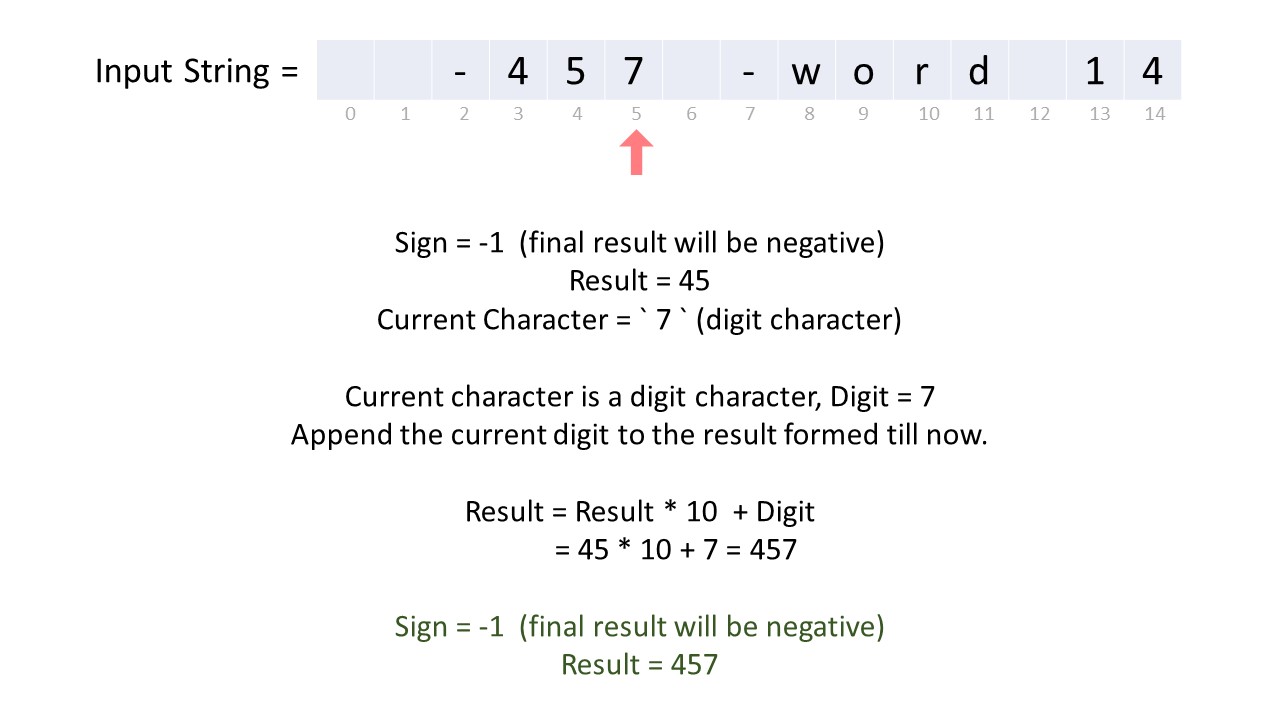 Input String = - 4 5 7 - w o r d 1 4
0 1 2 3 4 5 6 7 8 9 10 11 12 13 14
Sign = -1 (final result will be negative)
Result = 45
Current Character = ` 7 ` (digit character)
Current character is a digit character, Digit = 7
Append the current digit to the result formed till now.
Result = Result * 10 + Digit
= 45 * 10 + 7 = 457
Sign = -1 (final result will be negative)
Result = 457